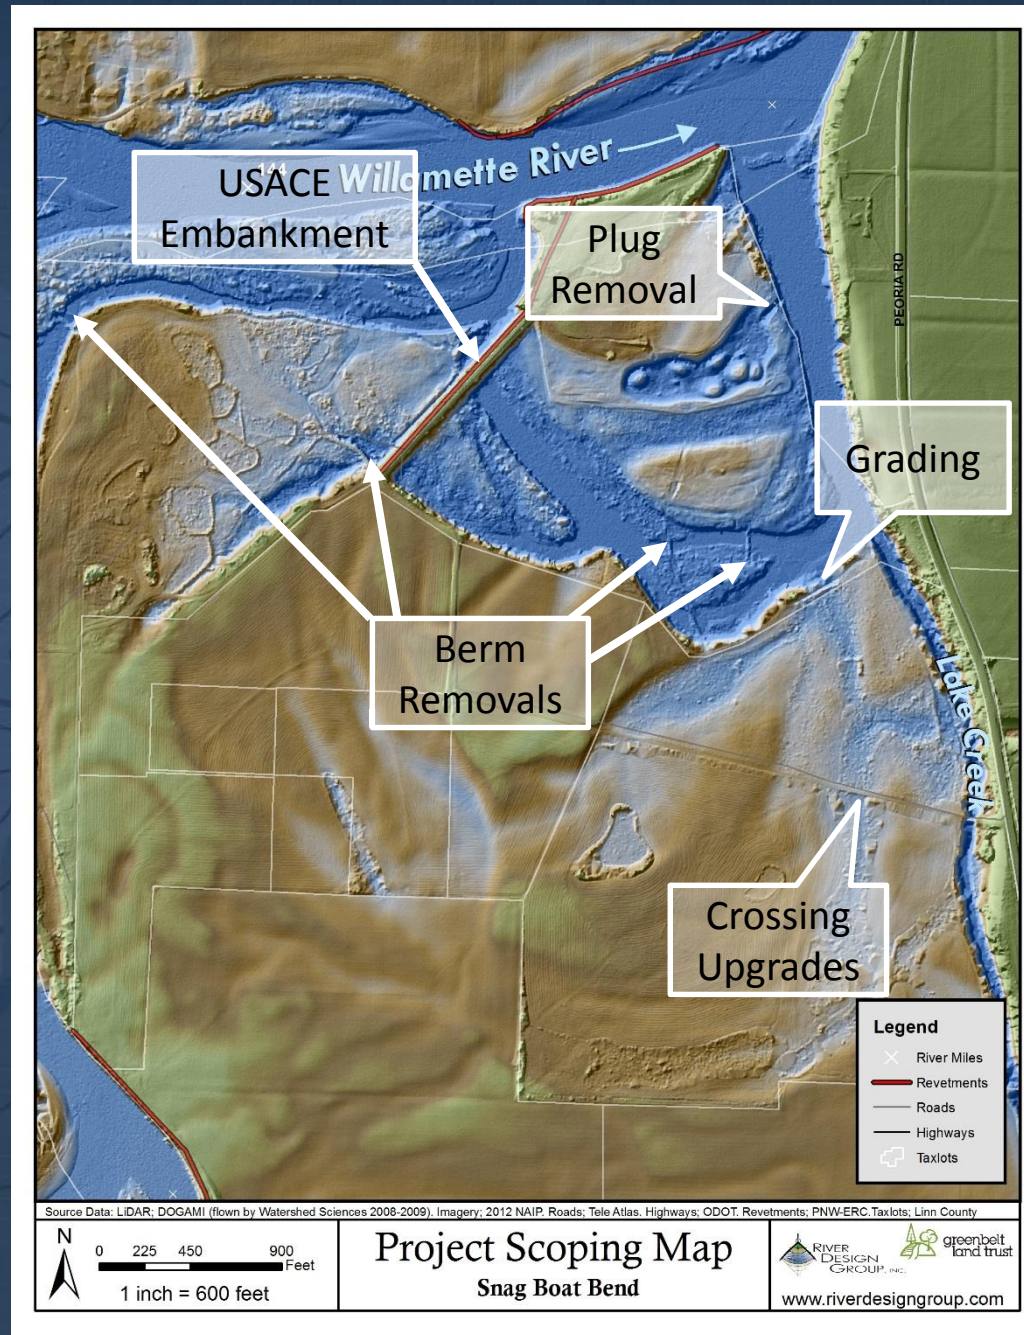 144
Willamette River
USACE
Embankment
Plug
Removal
PEORIA RD
Grading
Berm
Removals
Lake Creek
Crossing
Upgrades
Legend
River Miles
Revetments
Roads
Highways
Taxlots
Source Data: LiDAR; DOGAMI (flown by Watershed Sciences 2008-2009). Imagery; 2012 NAIP. Roads; Tele Atlas. Highways; ODOT. Revetments; PNW-ERC.Taxlots; Linn County
N
0 225 450 900
Feet
1 inch = 600 feet
Project Scoping Map
Snag Boat Bend
RIVER
DESIGN
GROUP, INC.
greenbelt
land trust
www.riverdesigngroup.com